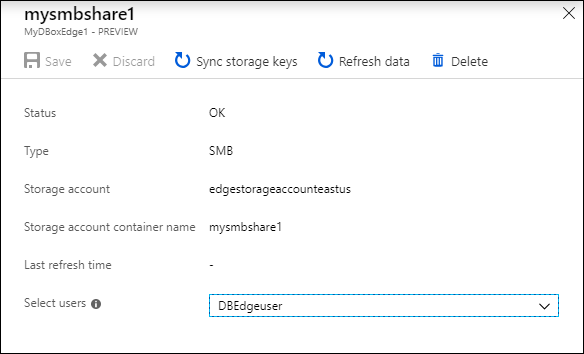 mysmbshare1
MyDBoxEdge1 - PREVIEW
Save Discard Sync storage keys Refresh data Delete
Status OK
Type SMB
Storage account edgestorageaccounteastus
Storage account container name mysmbshare1
Last refresh time -
Select users DBEdgeuser